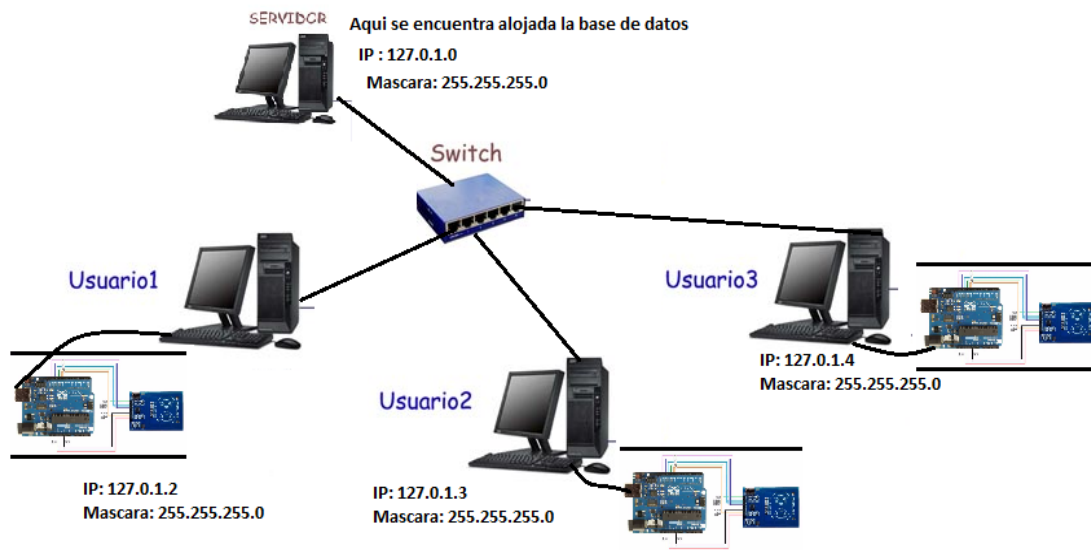 SERVIDOR
Aqui se encuentra alojada la base de datos
IP : 127.0.1.0
Mascara: 255.255.255.0
Switch
Usuario1
Usuario3
IP: 127.0.1.4
Mascara: 255.255.255.0
Usuario2
IP: 127.0.1.2
Mascara: 255.255.255.0
IP: 127.0.1.3
Mascara: 255.255.255.0